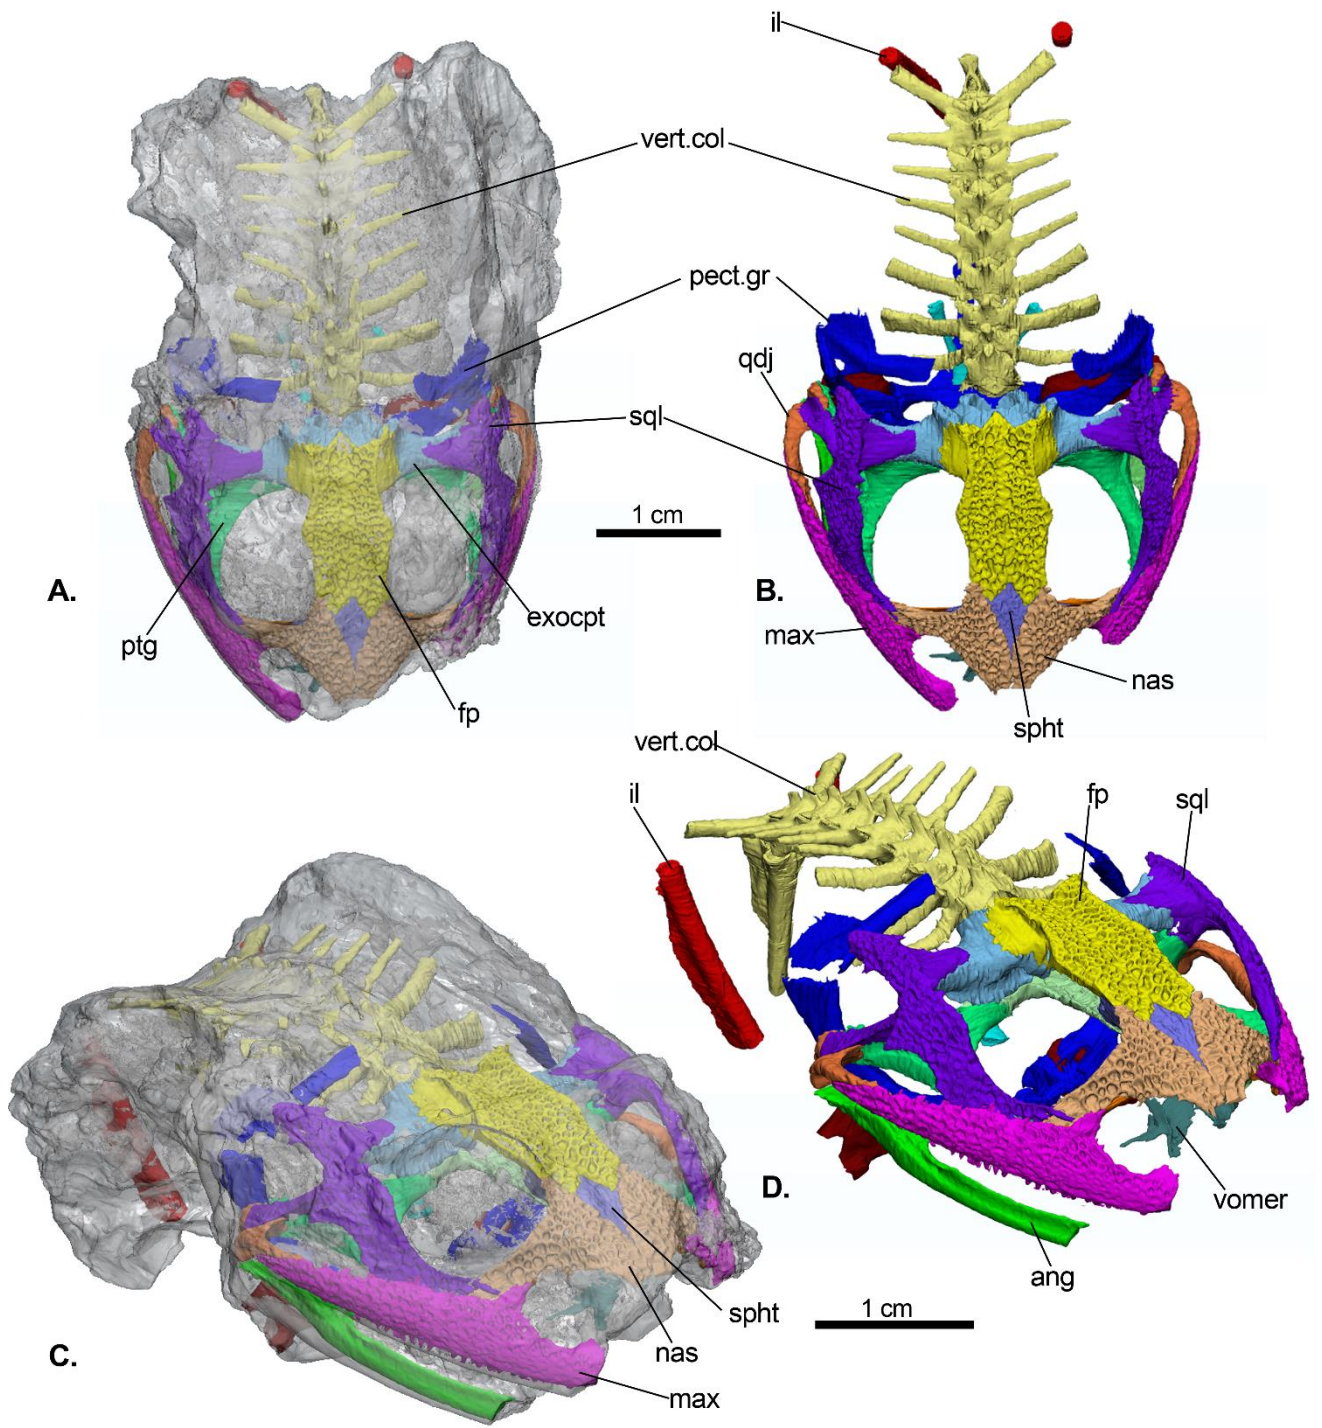 il
vert.col
pect.gr
qdj
sql
1 cm
A.
B.
exocpt
ptg
max
nas
fp
spht
vert.col
il
fp
sql
D.
vomer
ang
spht
1 cm
nas
C.
max